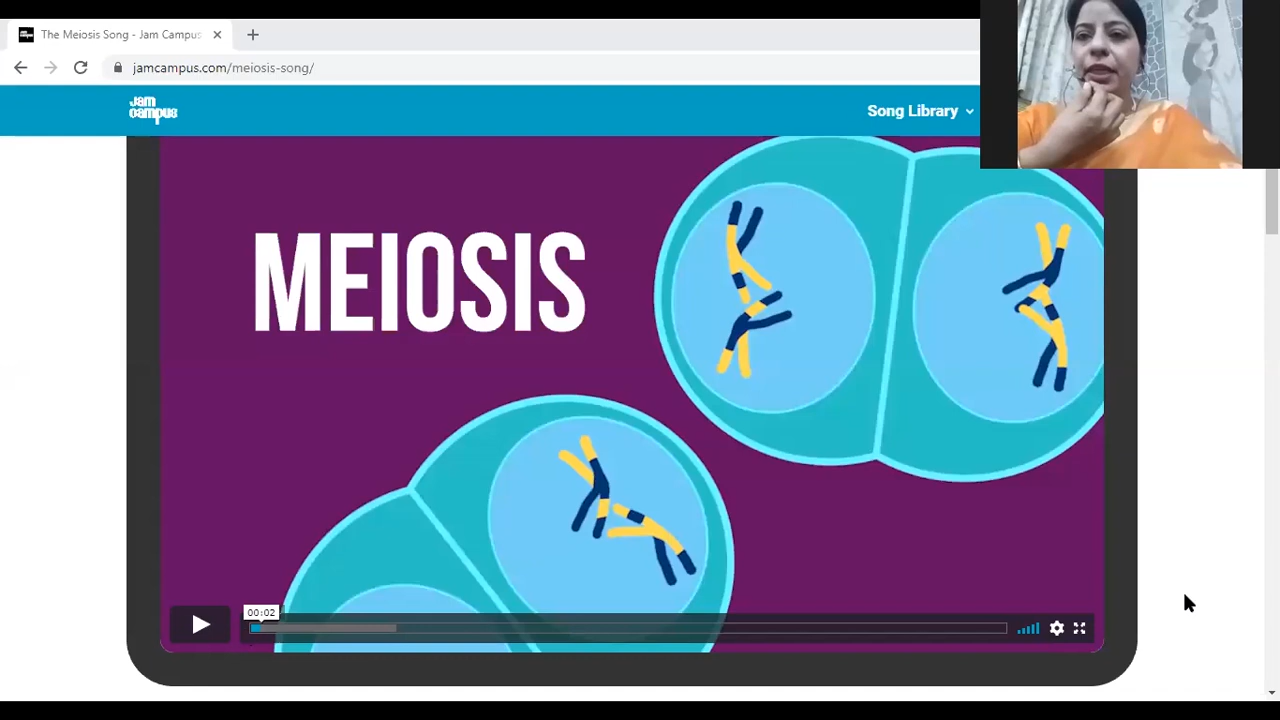 The Meiosis Song - Jam Campus
jamcampus.com/meiosis-song/
Jam
campus
Song Library
MEIOSIS
00:02